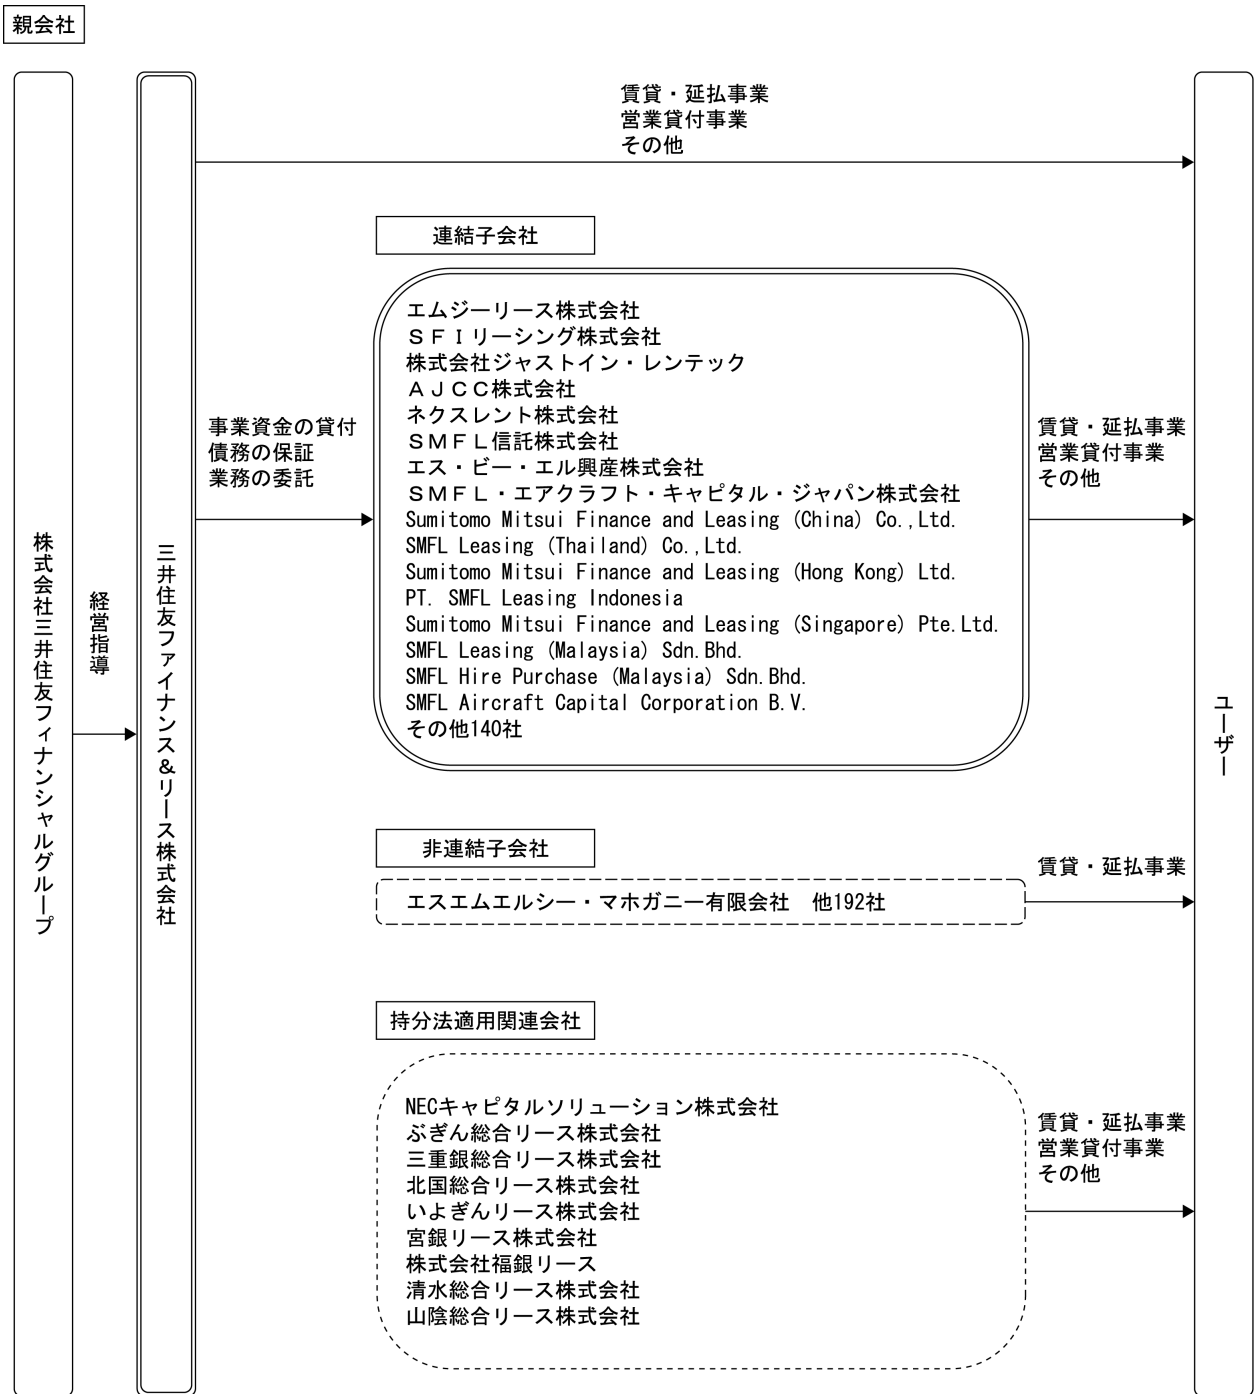 親会社
株式会社三井住友フィナンシャルグループ
経営指導
三井住友ファイナンス&リース株式会社
賃貸・延払事業
営業貸付事業
その他
連結子会社
事業資金の貸付
債務の保証
業務の委託
エムジーリース株式会社
ＳＦＩリーシング株式会社
株式会社ジャストイン・レンテック
ＡＪＣＣ株式会社
ネクスレント株式会社
ＳＭＦＬ信託株式会社
エス・ビー・エル興産株式会社
ＳＭＦＬ・エアクラフト・キャピタル・ジャパン株式会社
Sumitomo Mitsui Finance and Leasing (China) Co.,Ltd.
SMFL Leasing (Thailand) Co.,Ltd.
Sumitomo Mitsui Finance and Leasing (Hong Kong) Ltd.
PT. SMFL Leasing Indonesia
Sumitomo Mitsui Finance and Leasing (Singapore) Pte.Ltd.
SMFL Leasing (Malaysia) Sdn.Bhd.
SMFL Hire Purchase (Malaysia) Sdn.Bhd.
SMFL Aircraft Capital Corporation B.V.
その他140社
賃貸・延払事業
営業貸付事業
その他
非連結子会社
エスエムエルシー・マホガニー有限会社　他192社
賃貸・延払事業
持分法適用関連会社
NECキャピタルソリューション株式会社
ぶぎん総合リース株式会社
三重銀総合リース株式会社
北国総合リース株式会社
いよぎんリース株式会社
宮銀リース株式会社
株式会社福銀リース
清水総合リース株式会社
山陰総合リース株式会社
賃貸・延払事業
営業貸付事業
その他
ユーザー